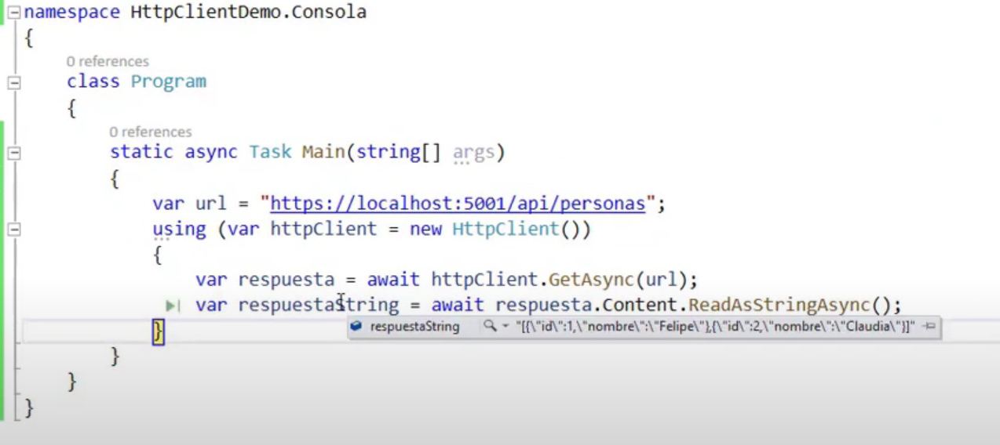 namespace HttpClientDemo.Consola
{
0 references
class Program
{
0 references
static async Task Main(string[] args)
{
var url = "https://localhost:5001/api/personas";
using (var httpClient = new HttpClient())
{
var respuesta = await httpClient.GetAsync(url);
var respuestaString = await respuesta.Content.ReadAsStringAsync();
}
respuestaString "[{\"id\":1,\"nombre\":\"Felipe\"},{\"id\":2,\"nombre\":\"Claudia\"}]"
}
}
}